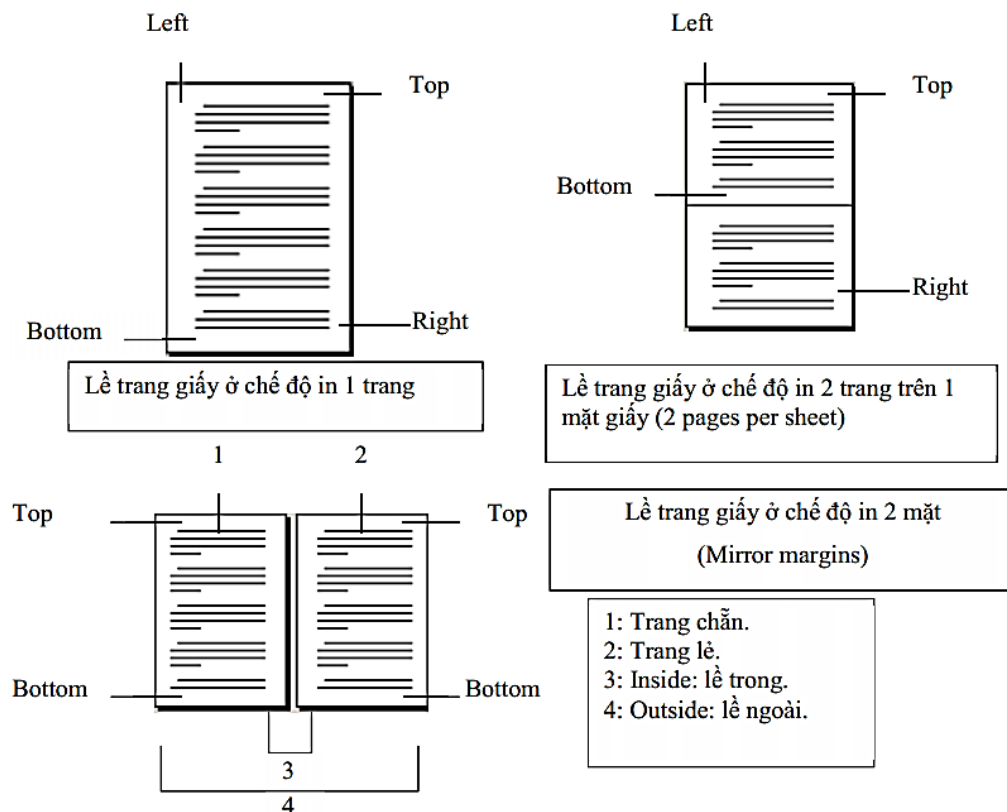 Left
Top
Bottom
Right
Lề trang giấy ở chế độ in 1 trang
Left
Top
Bottom
Right
Lề trang giấy ở chế độ in 2 trang trên 1
mặt giấy (2 pages per sheet)
1
2
Top
Top
Bottom
Bottom
3
4
Lề trang giấy ở chế độ in 2 mặt
(Mirror margins)
1: Trang chẵn.
2: Trang lẻ.
3: Inside: lề trong.
4: Outside: lề ngoài.